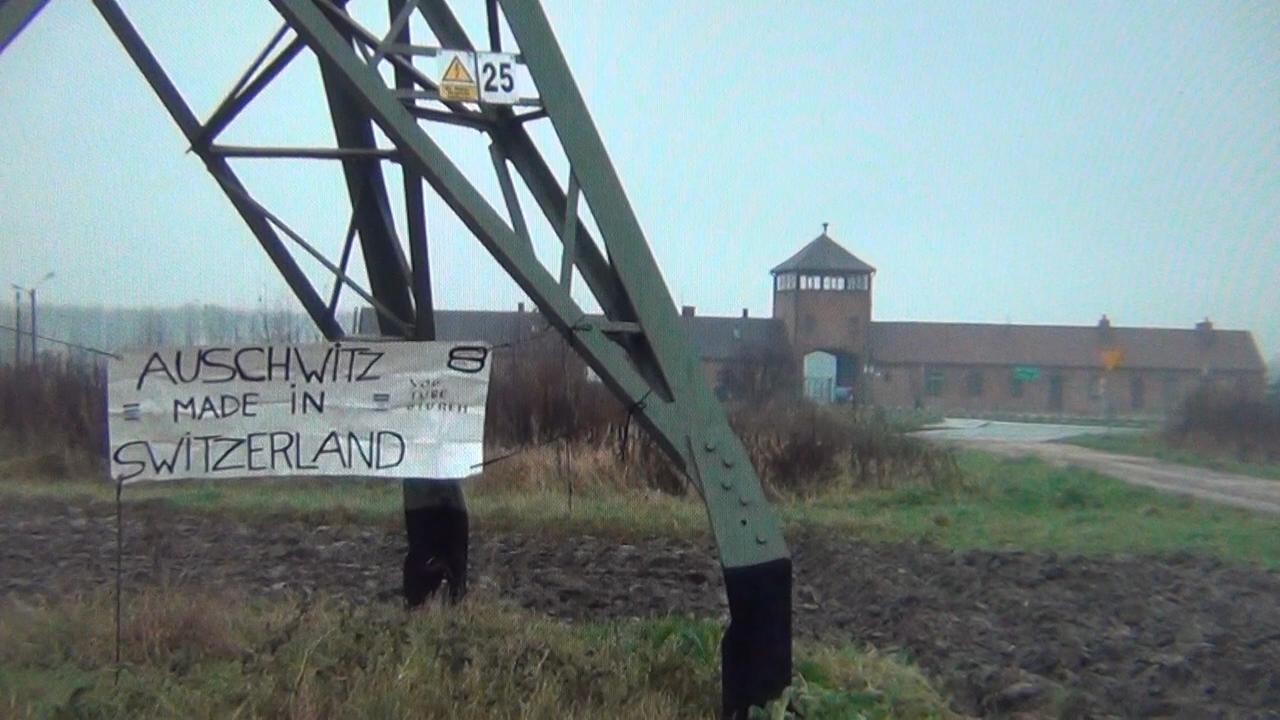 25
AUSCHWITZ 8
= MADE IN =
SWITZERLAND